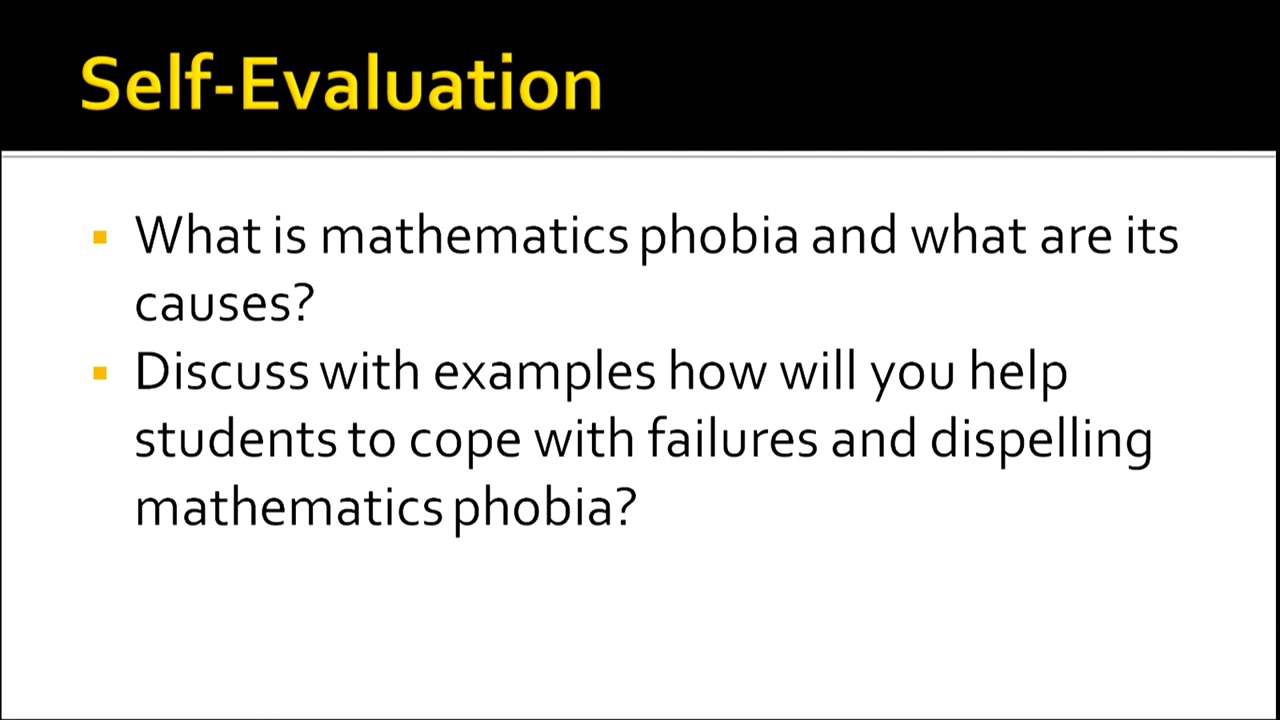 Self-Evaluation
What is mathematics phobia and what are its
causes?
Discuss with examples how will you help
students to cope with failures and dispelling
mathematics phobia?